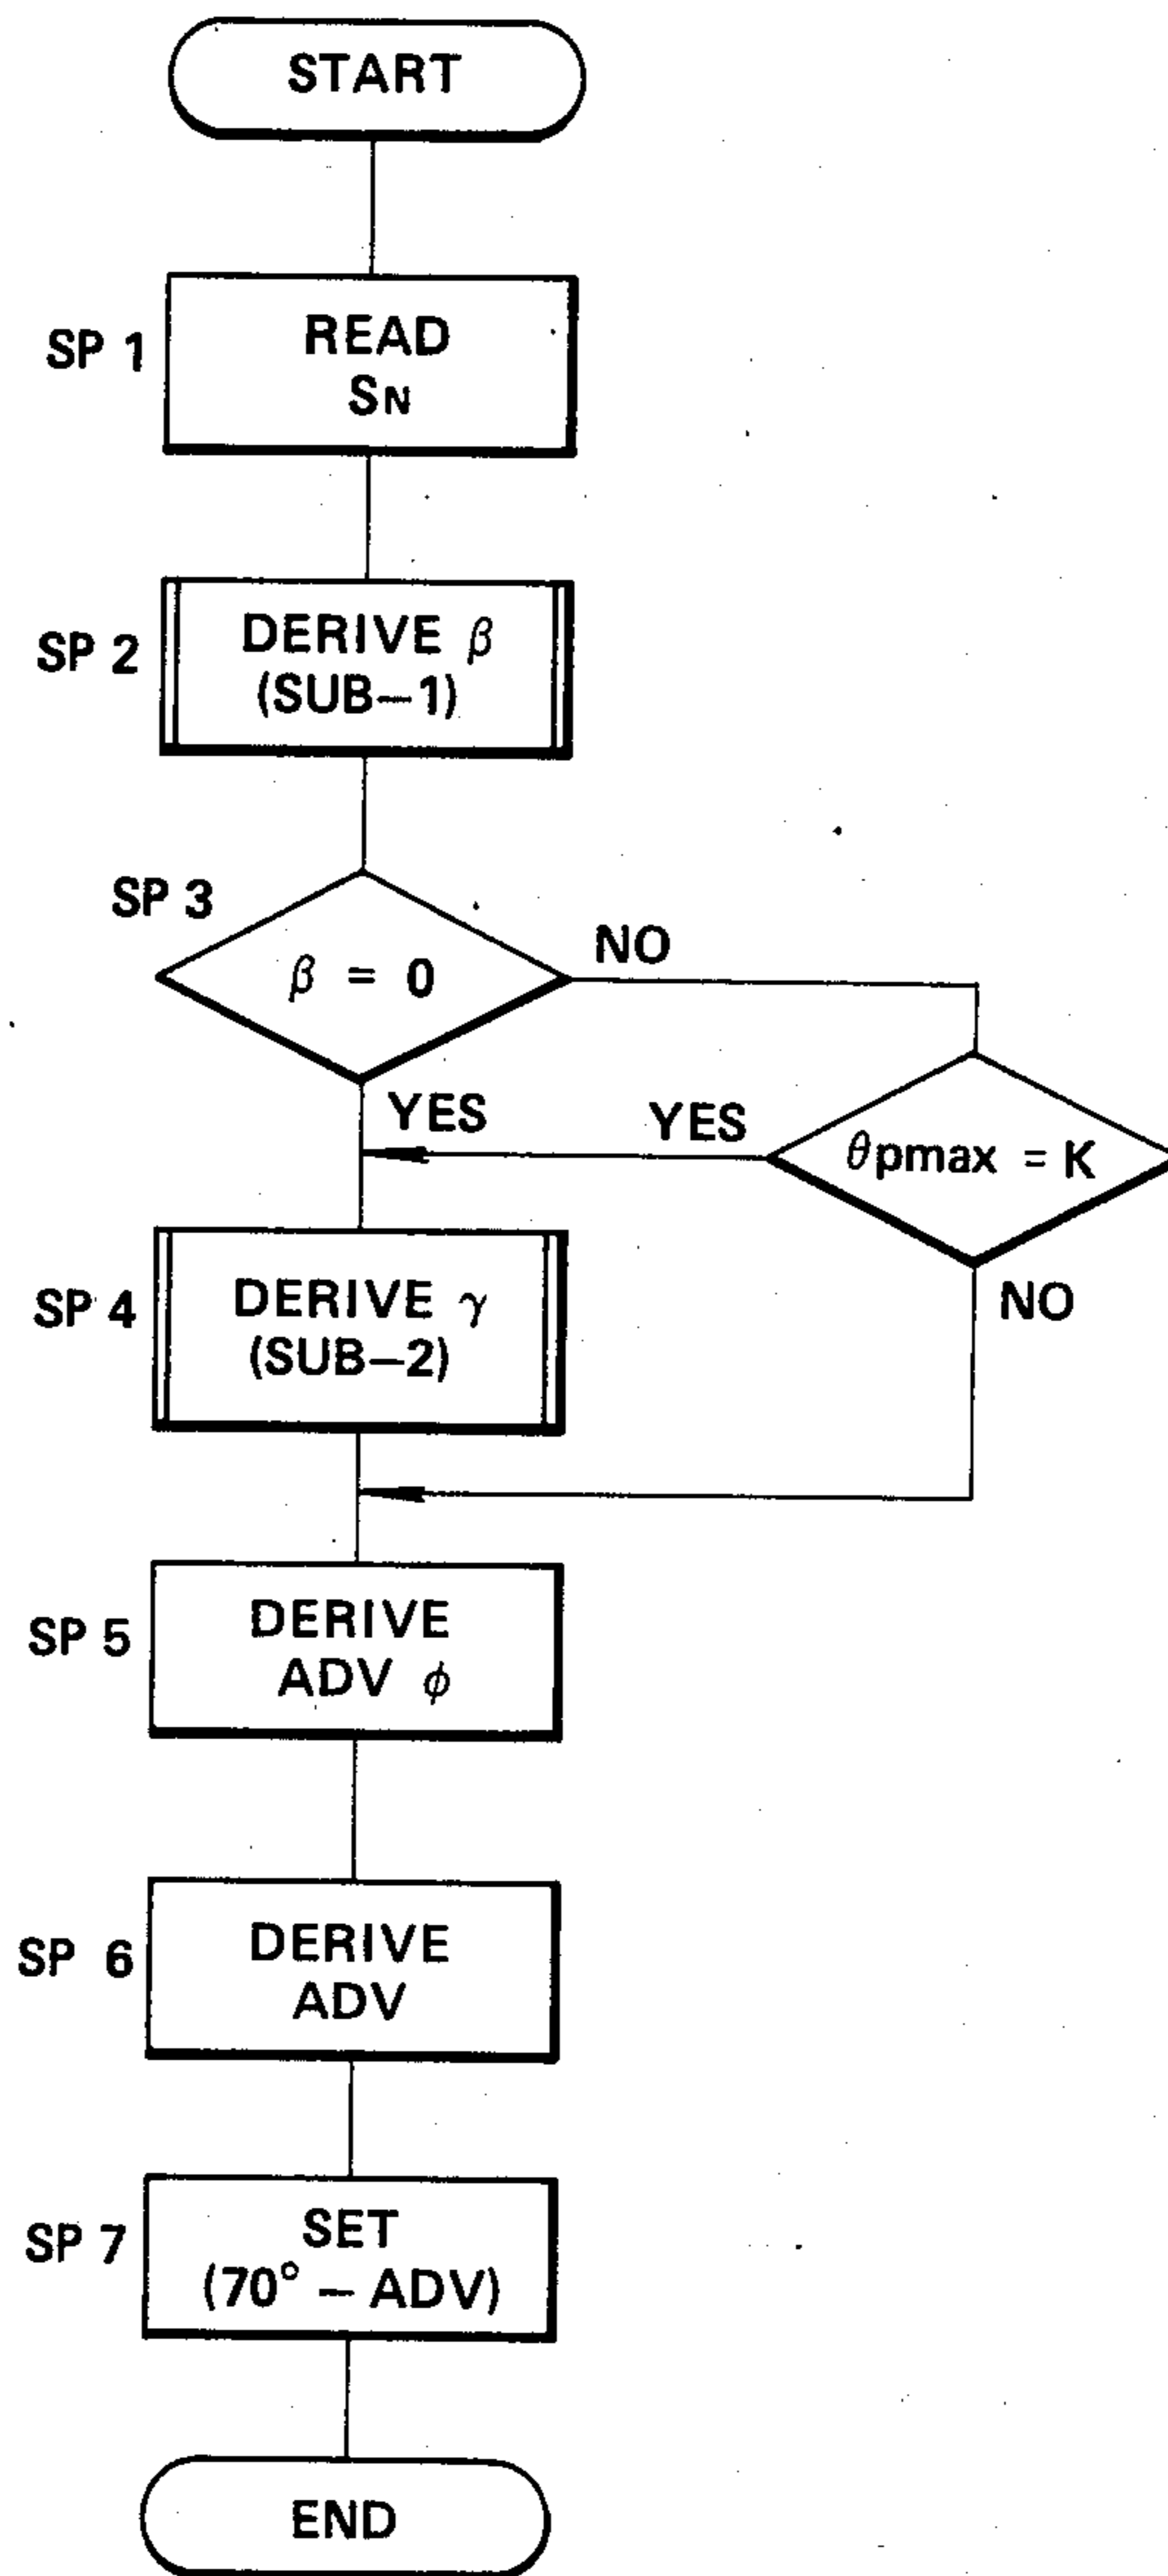 START
SP 1
READ
SN
SP 2
DERIVE β
(SUB–1)
SP 3
β = 0
NO
YES
YES
θpmax = K
NO
SP 4
DERIVE γ
(SUB–2)
SP 5
DERIVE
ADV φ
SP 6
DERIVE
ADV
SP 7
SET
(70° – ADV)
END